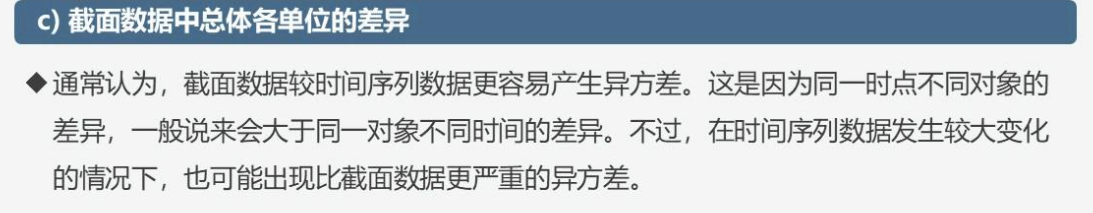 c) 截面数据中总体各单位的差异
◆通常认为，截面数据较时间序列数据更容易产生异方差。这是因为同一时点不同对象的
差异，一般说来会大于同一对象不同时间的差异。不过，在时间序列数据发生较大变化
的情况下，也可能出现比截面数据更严重的异方差。